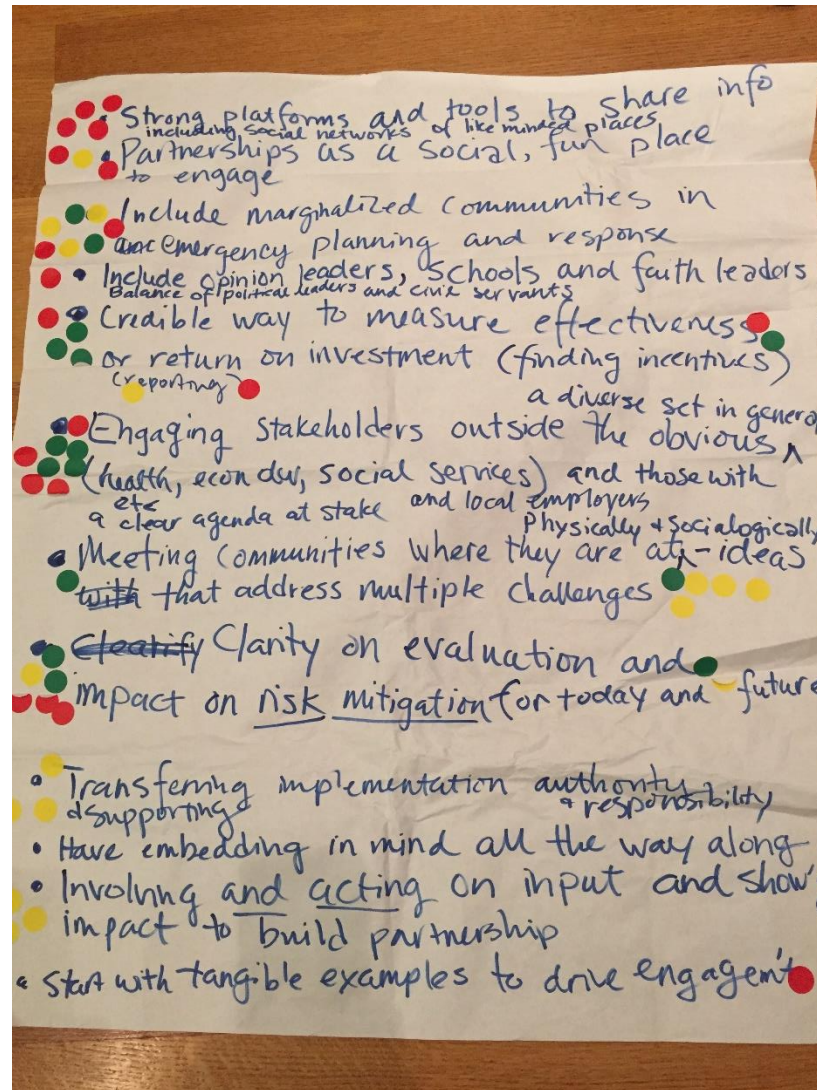 • Strong platforms and tools to share info
including social networks of like minded places
• Partnerships as a social, fun place
to engage
Include marginalized communities in
emergency planning and response
• Include opinion leaders, schools and faith leaders
Balance of political leaders and civil servants
• Credible way to measure effectiveness
or return on investment (finding incentives)
(reporting)
a diverse set in genera
• Engaging stakeholders outside the obvious ^
(health, econ dev, social services) and those with
etc
a clear agenda at stake and local employers
Physically + Socialogically
• Meeting communities where they are at ^ - ideas
with that address multiple challenges
• Clearify Clarity on evaluation and
impact on risk mitigation for today and future
• Transferring implementation authority
& supporting + responsibility
• Have embedding in mind all the way along
• Involving and acting on input and show
impact to build partnership
• Start with tangible examples to drive engagem't